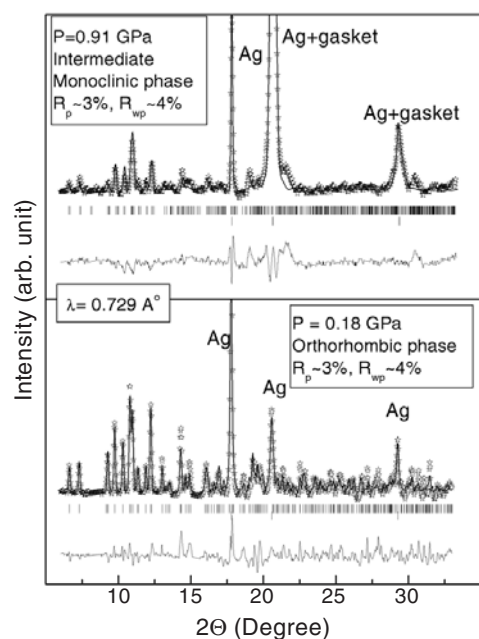 P=0.91 GPa
Intermediate
Monoclinic phase
Rp~3%, Rwp~4%
Ag
Ag+gasket
Ag+gasket
Intensity (arb. unit)
λ= 0.729 A°
P = 0.18 GPa
Orthorhombic phase
Rp~3%, Rwp~4%
Ag
Ag
Ag
10 15 20 25 30
2Θ (Degree)